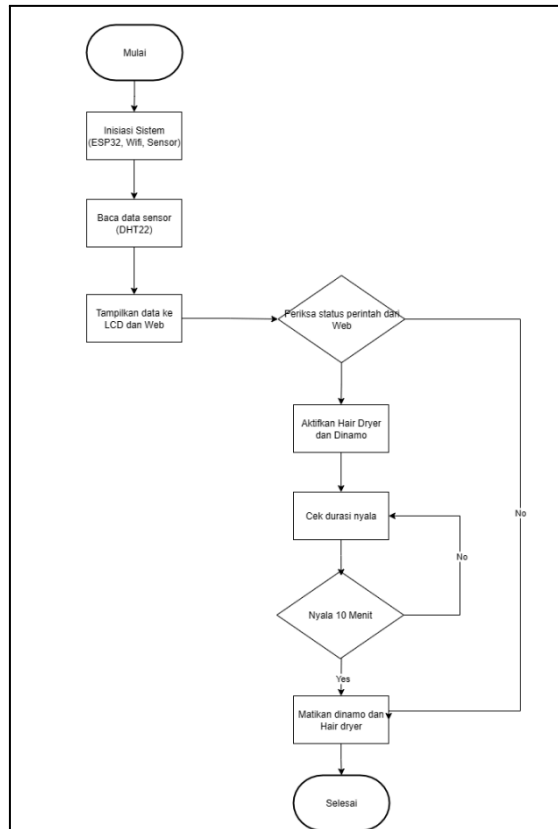 Mulai
Inisiasi Sistem
(ESP32, Wifi, Sensor)
Baca data sensor
(DHT22)
Tampilkan data ke
LCD dan Web
Periksa status perintah dari
Web
Aktifkan Hair Dryer
dan Dinamo
Cek durasi nyala
No
No
Nyala 10 Menit
Yes
Matikan dinamo dan
Hair dryer
Selesai